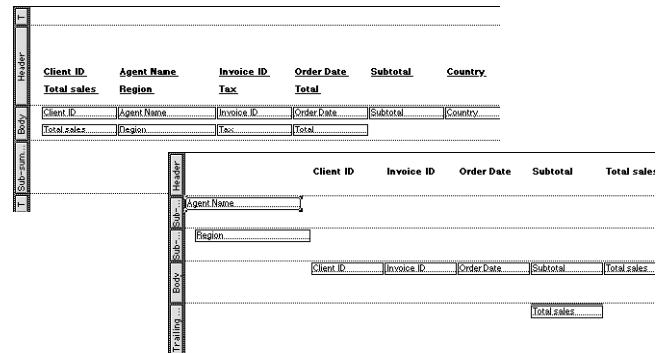 T
Header
Client ID Agent Name Invoice ID Order Date Subtotal Country
Total sales Region Tax Total
Body
Client ID Agent Name Invoice ID Order Date Subtotal Country
Total sales Region Tax Total
Sub-sum...
T
Header
Client ID Invoice ID Order Date Subtotal Total sales
Sub-...
Agent Name
Sub-...
Region
Body
Client ID Invoice ID Order Date Subtotal Total sales
Trailing...
Total sales